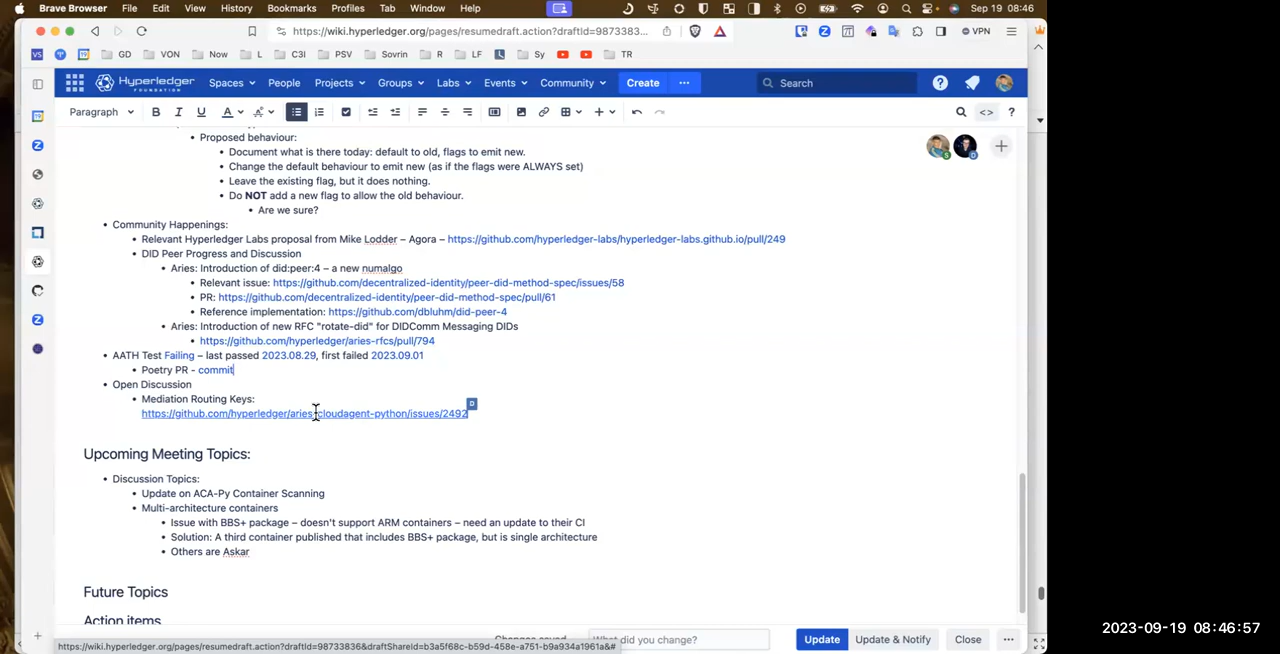 Brave Browser File Edit View History Bookmarks Profiles Tab Window Help Sep 19 08:46
https://wiki.hyperledger.org/pages/resumedraft.action?draftId=9873383... VPN
GD VON Now L C3I PSV Sovrin R LF Sy TR
HYPERLEDGER FOUNDATION Spaces People Projects Groups Labs Events Community Create ... Search
Paragraph B I U A
Proposed behaviour:
Document what is there today: default to old, flags to emit new.
Change the default behaviour to emit new (as if the flags were ALWAYS set)
Leave the existing flag, but it does nothing.
Do NOT add a new flag to allow the old behaviour.
Are we sure?
Community Happenings:
Relevant Hyperledger Labs proposal from Mike Lodder – Agora – https://github.com/hyperledger-labs/hyperledger-labs.github.io/pull/249
DID Peer Progress and Discussion
Aries: Introduction of did:peer:4 – a new numalgo
Relevant issue: https://github.com/decentralized-identity/peer-did-method-spec/issues/58
PR: https://github.com/decentralized-identity/peer-did-method-spec/pull/61
Reference implementation: https://github.com/dbluhm/did-peer-4
Aries: Introduction of new RFC "rotate-did" for DIDComm Messaging DIDs
https://github.com/hyperledger/aries-rfcs/pull/794
AATH Test Failing – last passed 2023.08.29, first failed 2023.09.01
Poetry PR - commit
Open Discussion
Mediation Routing Keys:
https://github.com/hyperledger/aries-cloudagent-python/issues/2492
D
Upcoming Meeting Topics:
Discussion Topics:
Update on ACA-Py Container Scanning
Multi-architecture containers
Issue with BBS+ package – doesn't support ARM containers – need an update to their CI
Solution: A third container published that includes BBS+ package, but is single architecture
Others are Askar
Future Topics
Action items
Changes saved What did you change? Update Update & Notify Close ...
https://wiki.hyperledger.org/pages/resumedraft.action?draftId=98733836&draftShareId=b3a5f68c-b59d-458e-a751-b9a934a1961a&#
2023-09-19 08:46:57